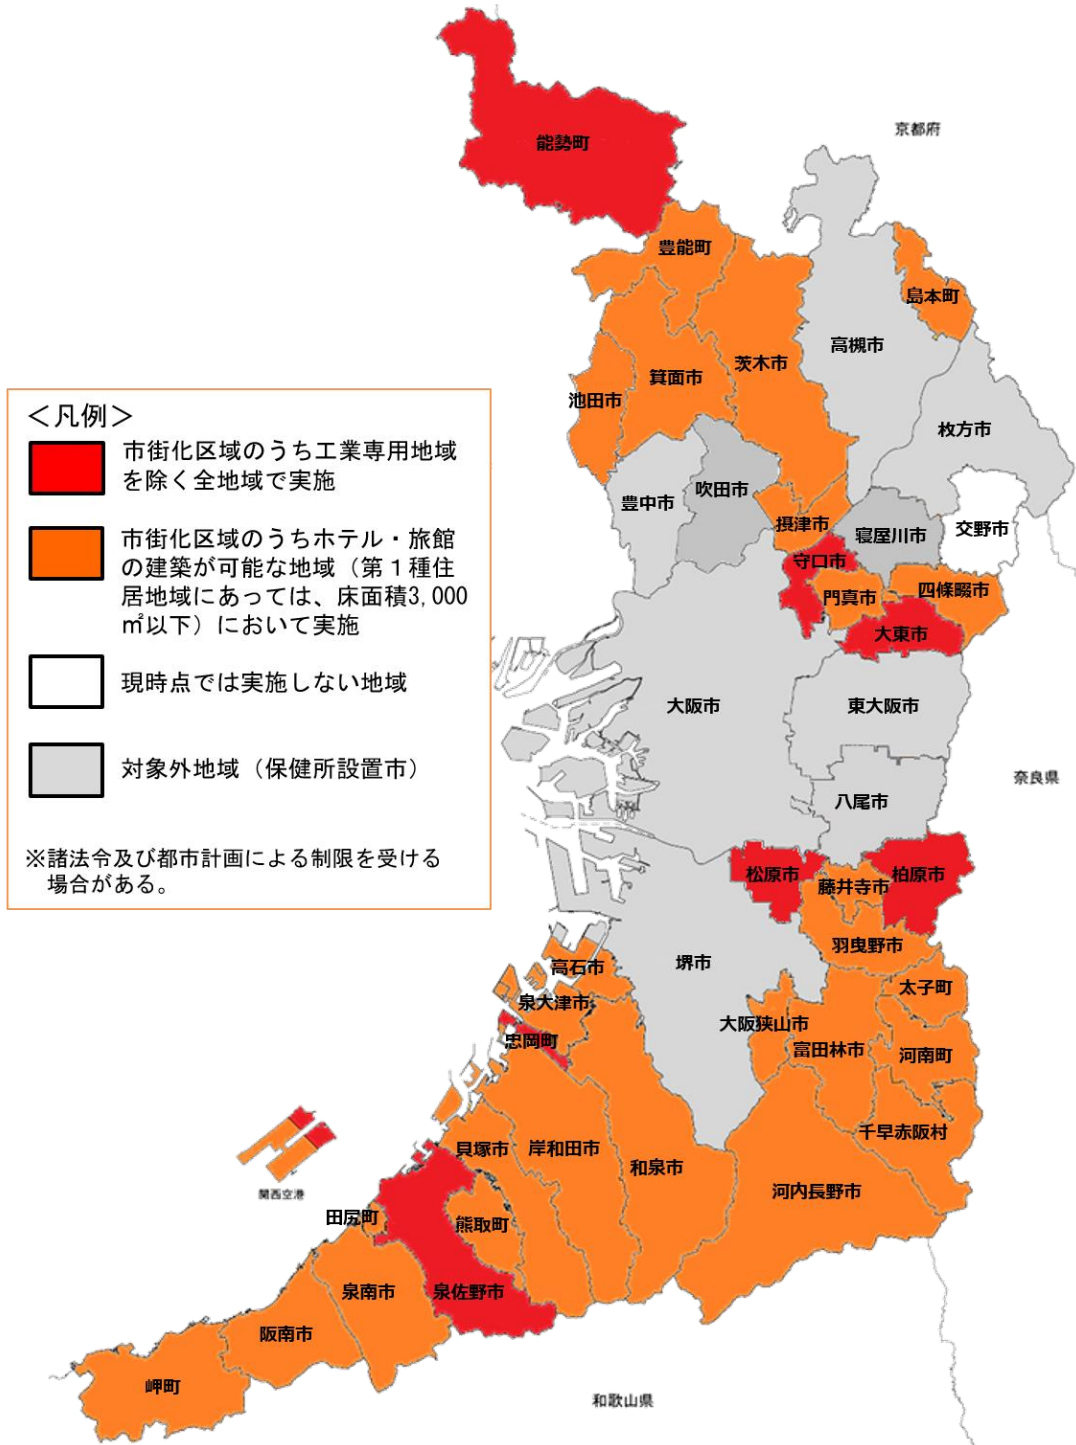 京都府
能勢町
豊能町
島本町
高槻市
茨木市
箕面市
池田市
枚方市
吹田市
豊中市
摂津市
寝屋川市
交野市
守口市
門真市
四條畷市
大東市
大阪市
東大阪市
奈良県
八尾市
松原市
藤井寺市
柏原市
羽曳野市
堺市
高石市
太子町
泉大津市
大阪狭山市
忠岡町
富田林市
河南町
千早赤阪村
貝塚市
岸和田市
和泉市
河内長野市
関西空港
田尻町
熊取町
泉南市
泉佐野市
阪南市
岬町
和歌山県
＜凡例＞
市街化区域のうち工業専用地域
を除く全地域で実施
市街化区域のうちホテル・旅館
の建築が可能な地域（第１種住
居地域にあっては、床面積3,000
㎡以下）において実施
現時点では実施しない地域
対象外地域（保健所設置市）
※諸法令及び都市計画による制限を受ける
場合がある。